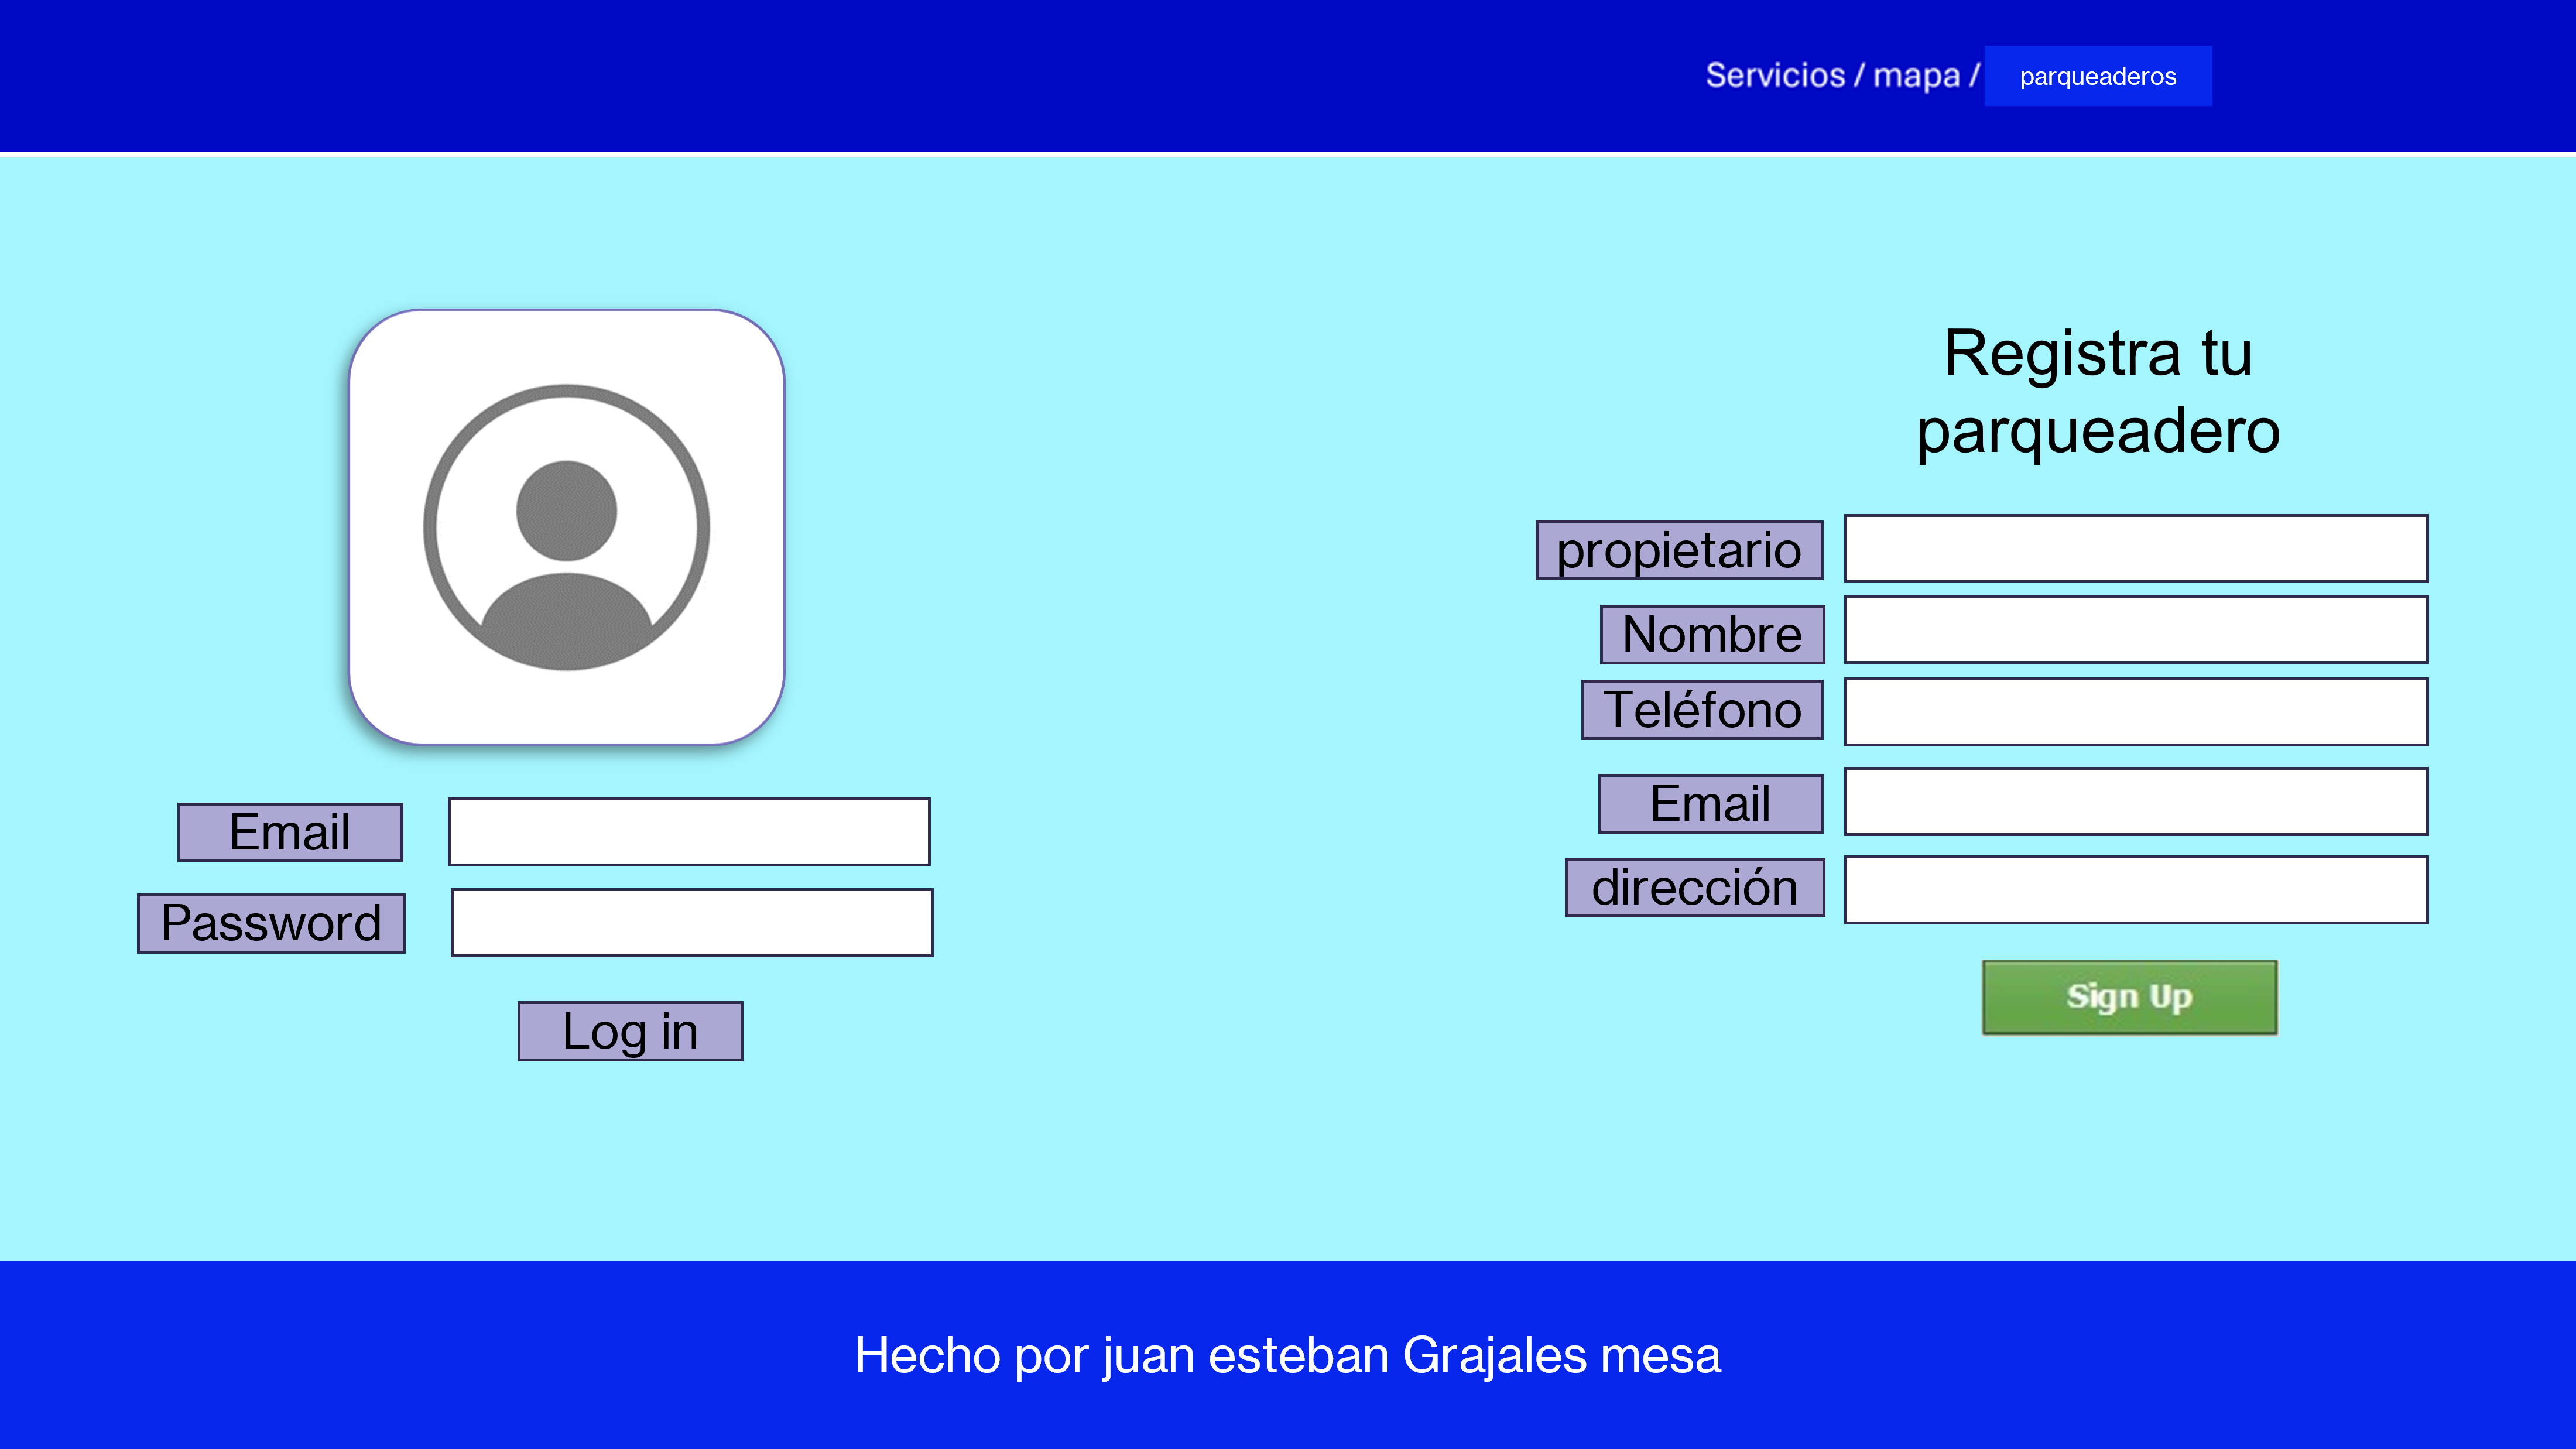 Servicios / mapa / parqueaderos
Email
Password
Log in
Registra tu
parqueadero
propietario
Nombre
Teléfono
Email
dirección
Sign Up
Hecho por juan esteban Grajales mesa